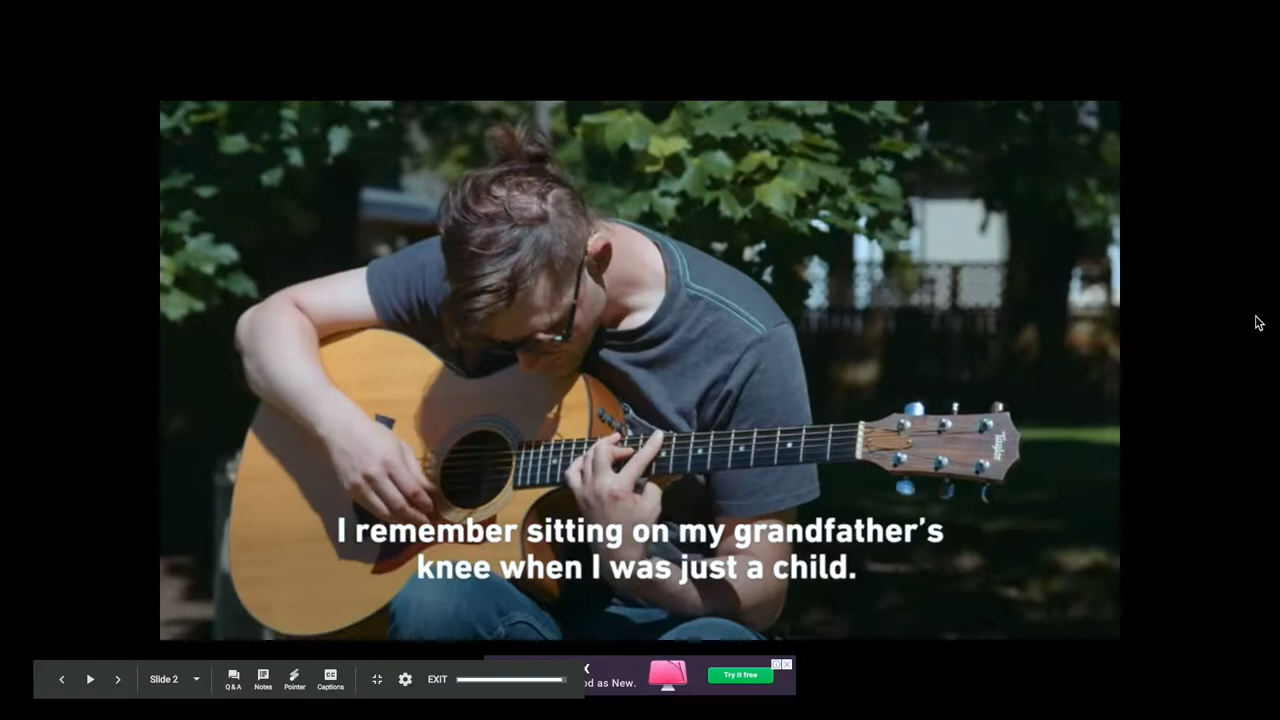 Taylor
I remember sitting on my grandfather's
knee when I was just a child.
Slide 2
Q&A
Notes
Pointer
Captions
EXIT
od as New.
Try it free